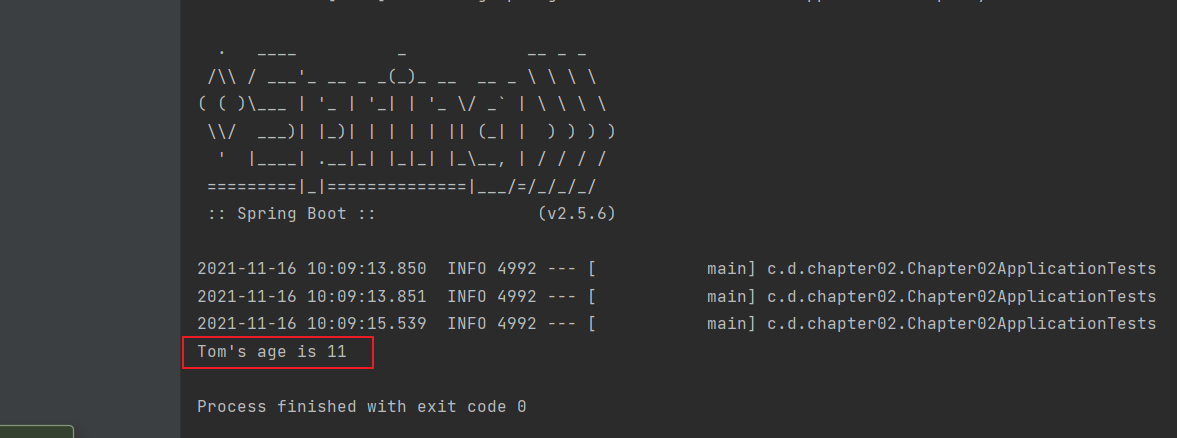 .   ____          _            __ _ _
 /\\ / ___'_ __ _ _(_)_ __  __ _ \ \ \ \
( ( )\___ | '_ | '_| | '_ \/ _` | \ \ \ \
 \\/  ___)| |_)| | | | | || (_| |  ) ) ) )
  '  |____| .__|_| |_|_| |_\__, | / / / /
 =========|_|==============|___/=/_/_/_/
 :: Spring Boot ::                (v2.5.6)
2021-11-16 10:09:13.850  INFO 4992 --- [           main] c.d.chapter02.Chapter02ApplicationTests
2021-11-16 10:09:13.851  INFO 4992 --- [           main] c.d.chapter02.Chapter02ApplicationTests
2021-11-16 10:09:15.539  INFO 4992 --- [           main] c.d.chapter02.Chapter02ApplicationTests
Tom's age is 11
Process finished with exit code 0